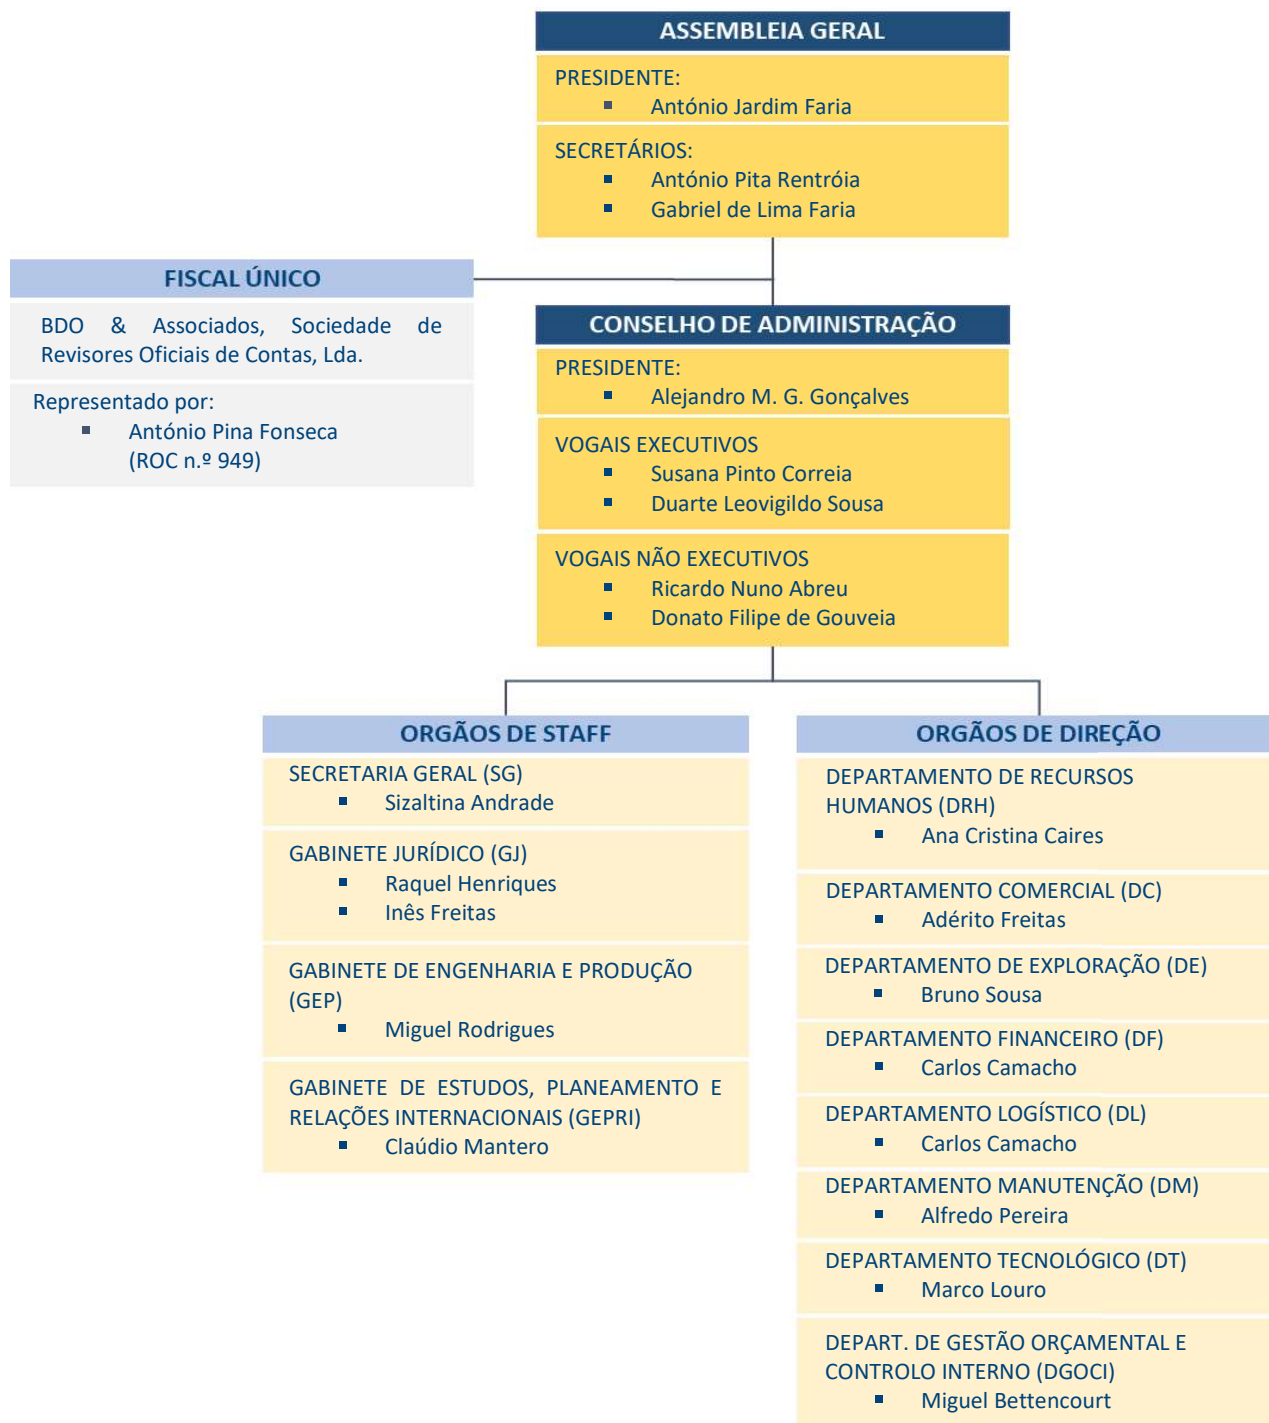 ASSEMBLEIA GERAL
PRESIDENTE:
▪ António Jardim Faria
SECRETÁRIOS:
▪ António Pita Rentróia
▪ Gabriel de Lima Faria
FISCAL ÚNICO
BDO & Associados, Sociedade de
Revisores Oficiais de Contas, Lda.
Representado por:
▪ António Pina Fonseca
(ROC n.º 949)
CONSELHO DE ADMINISTRAÇÃO
PRESIDENTE:
▪ Alejandro M. G. Gonçalves
VOGAIS EXECUTIVOS
▪ Susana Pinto Correia
▪ Duarte Leovigildo Sousa
VOGAIS NÃO EXECUTIVOS
▪ Ricardo Nuno Abreu
▪ Donato Filipe de Gouveia
ORGÃOS DE STAFF
SECRETARIA GERAL (SG)
▪ Sizaltina Andrade
GABINETE JURÍDICO (GJ)
▪ Raquel Henriques
▪ Inês Freitas
GABINETE DE ENGENHARIA E PRODUÇÃO
(GEP)
▪ Miguel Rodrigues
GABINETE DE ESTUDOS, PLANEAMENTO E
RELAÇÕES INTERNACIONAIS (GEPRI)
▪ Claúdio Mantero
ORGÃOS DE DIREÇÃO
DEPARTAMENTO DE RECURSOS
HUMANOS (DRH)
▪ Ana Cristina Caires
DEPARTAMENTO COMERCIAL (DC)
▪ Adérito Freitas
DEPARTAMENTO DE EXPLORAÇÃO (DE)
▪ Bruno Sousa
DEPARTAMENTO FINANCEIRO (DF)
▪ Carlos Camacho
DEPARTAMENTO LOGÍSTICO (DL)
▪ Carlos Camacho
DEPARTAMENTO MANUTENÇÃO (DM)
▪ Alfredo Pereira
DEPARTAMENTO TECNOLÓGICO (DT)
▪ Marco Louro
DEPART. DE GESTÃO ORÇAMENTAL E
CONTROLO INTERNO (DGOCI)
▪ Miguel Bettencourt